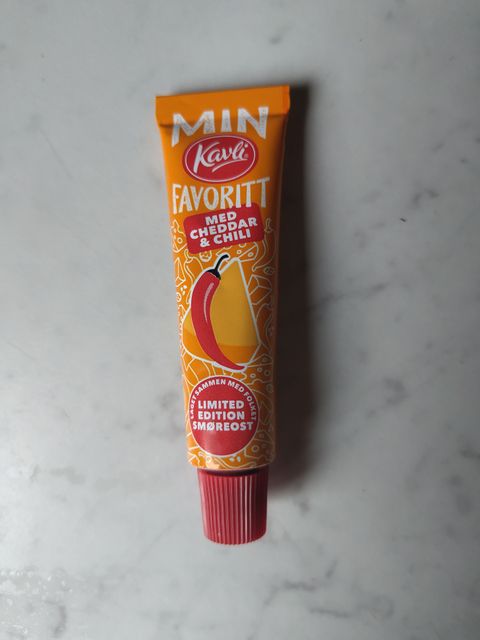 MIN
Kavli
FAVORITT
MED
CHEDDAR
& CHILI
LAGET SAMMEN MED FOLKET
LIMITED
EDITION
SMØREOST